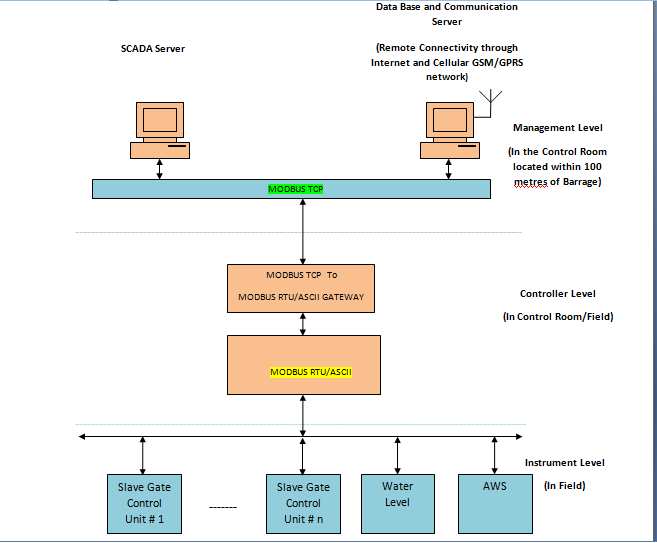 Data Base and Communication
Server
SCADA Server
(Remote Connectivity through
Internet and Cellular GSM/GPRS
network)
Management Level
(In the Control Room
located within 100
metres of Barrage)
MODBUS TCP
MODBUS TCP To
MODBUS RTU/ASCII GATEWAY
Controller Level
(In Control Room/Field)
MODBUS RTU/ASCII
Instrument Level
(In Field)
Slave Gate
Control
Unit # 1
-------
Slave Gate
Control
Unit # n
Water
Level
AWS